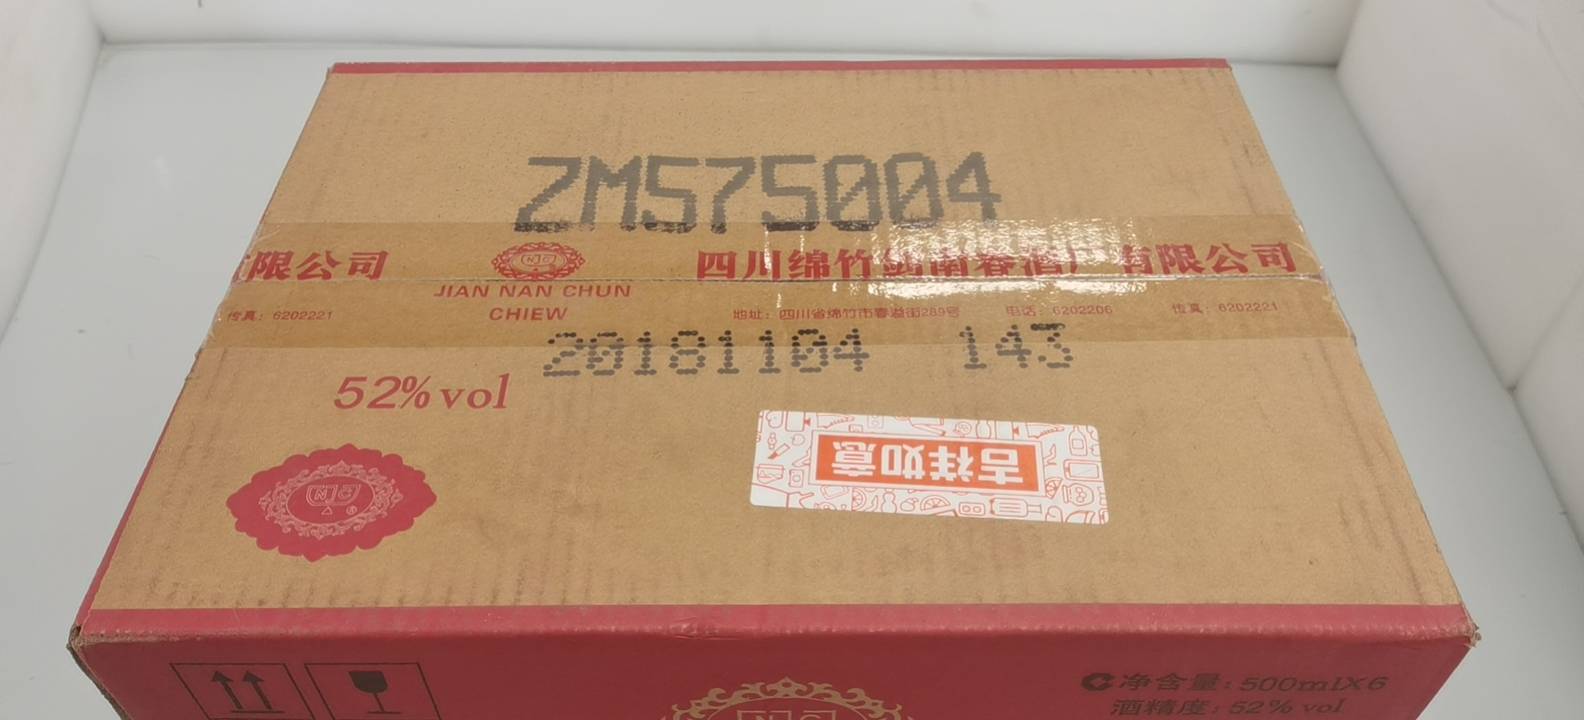 ZM575004
限公司 四川绵竹剑南春酒厂有限公司
JIAN NAN CHUN
CHIEW
传真：6202221 地址：四川省绵竹市春溢街289号 电话：6202206 传真：6202221
20181104 143
52%vol
NC
吉祥如意
净含量：500mlX6
酒精度：52%vol
NC